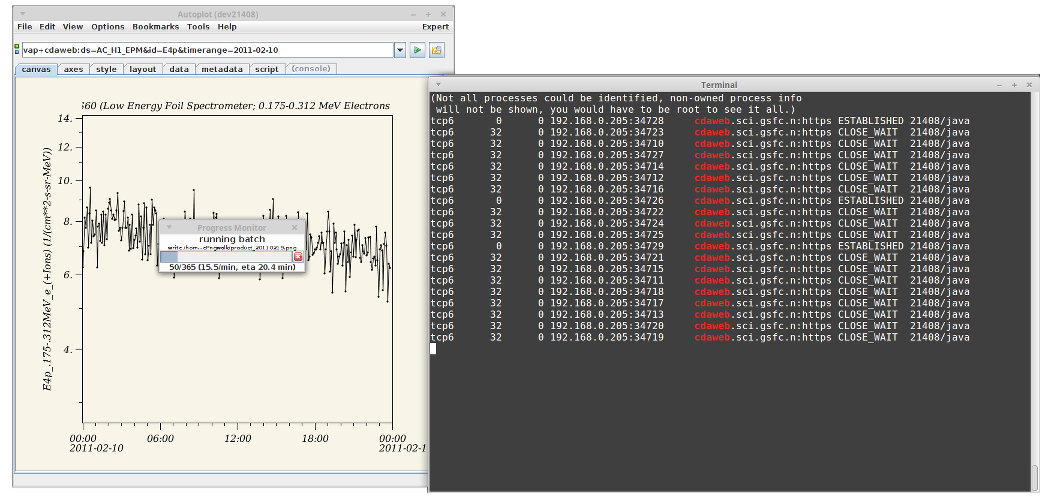 Autoplot (dev21408)
File Edit View Options Bookmarks Tools Help Expert
vap+cdaweb:ds=AC_H1_EPM&id=E4p&timerange=2011-02-10
canvas axes style layout data metadata script (console)
60 (Low Energy Foil Spectrometer; 0.175-0.312 MeV Electrons
14.
12.
10.
8.
6.
4.
E4p_.175-.312MeV_e_(+Ions) (1/(cm**2-s-sr-MeV))
00:00 06:00 12:00 18:00 00:00
2011-02-10 2011-02-1
Progress Monitor
running batch
50/365 (15.5/min, eta 20.4 min)
Terminal
(Not all processes could be identified, non-owned process info
will not be shown, you would have to be root to see it all.)
tcp6 0 0 192.168.0.205:34728 cdaweb.sci.gsfc.n:https ESTABLISHED 21408/java
tcp6 32 0 192.168.0.205:34723 cdaweb.sci.gsfc.n:https CLOSE_WAIT 21408/java
tcp6 32 0 192.168.0.205:34710 cdaweb.sci.gsfc.n:https CLOSE_WAIT 21408/java
tcp6 32 0 192.168.0.205:34727 cdaweb.sci.gsfc.n:https CLOSE_WAIT 21408/java
tcp6 32 0 192.168.0.205:34714 cdaweb.sci.gsfc.n:https CLOSE_WAIT 21408/java
tcp6 32 0 192.168.0.205:34712 cdaweb.sci.gsfc.n:https CLOSE_WAIT 21408/java
tcp6 32 0 192.168.0.205:34716 cdaweb.sci.gsfc.n:https CLOSE_WAIT 21408/java
tcp6 0 0 192.168.0.205:34726 cdaweb.sci.gsfc.n:https ESTABLISHED 21408/java
tcp6 32 0 192.168.0.205:34722 cdaweb.sci.gsfc.n:https CLOSE_WAIT 21408/java
tcp6 32 0 192.168.0.205:34724 cdaweb.sci.gsfc.n:https CLOSE_WAIT 21408/java
tcp6 32 0 192.168.0.205:34725 cdaweb.sci.gsfc.n:https CLOSE_WAIT 21408/java
tcp6 0 0 192.168.0.205:34729 cdaweb.sci.gsfc.n:https ESTABLISHED 21408/java
tcp6 32 0 192.168.0.205:34721 cdaweb.sci.gsfc.n:https CLOSE_WAIT 21408/java
tcp6 32 0 192.168.0.205:34715 cdaweb.sci.gsfc.n:https CLOSE_WAIT 21408/java
tcp6 32 0 192.168.0.205:34711 cdaweb.sci.gsfc.n:https CLOSE_WAIT 21408/java
tcp6 32 0 192.168.0.205:34718 cdaweb.sci.gsfc.n:https CLOSE_WAIT 21408/java
tcp6 32 0 192.168.0.205:34717 cdaweb.sci.gsfc.n:https CLOSE_WAIT 21408/java
tcp6 32 0 192.168.0.205:34713 cdaweb.sci.gsfc.n:https CLOSE_WAIT 21408/java
tcp6 32 0 192.168.0.205:34720 cdaweb.sci.gsfc.n:https CLOSE_WAIT 21408/java
tcp6 32 0 192.168.0.205:34719 cdaweb.sci.gsfc.n:https CLOSE_WAIT 21408/java